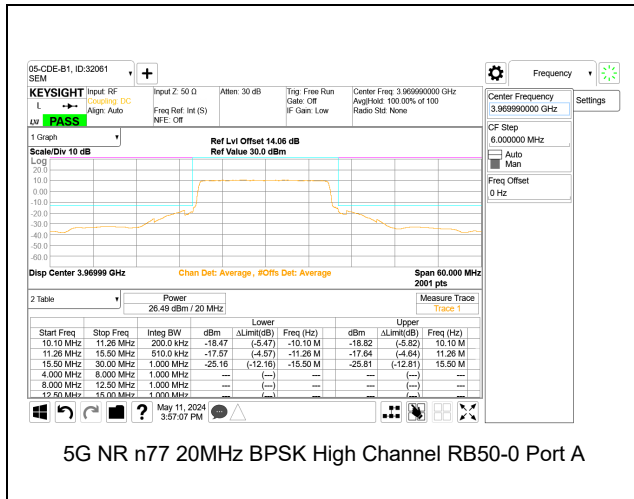 05-CDE-B1, ID:32061
SEM
Frequency
KEYSIGHT
L
LXI
PASS
Input: RF
Coupling: DC
Align: Auto
Input Z: 50 Ω
Freq Ref: Int (S)
NFE: Off
Atten: 30 dB
Trig: Free Run
Gate: Off
IF Gain: Low
Center Freq: 3.969990000 GHz
Avg|Hold: 100.00% of 100
Radio Std: None
Center Frequency
3.969990000 GHz
Settings
CF Step
6.000000 MHz
Auto
Man
Freq Offset
0 Hz
1 Graph
Scale/Div 10 dB
Ref Lvl Offset 14.06 dB
Ref Value 30.0 dBm
Log
20.0
10.0
0.00
-10.0
-20.0
-30.0
-40.0
-50.0
-60.0
Disp Center 3.96999 GHz
Chan Det: Average, #Offs Det: Average
Span 60.000 MHz
2001 pts
2 Table
Power
26.49 dBm / 20 MHz
Measure Trace
Trace 1
Lower Upper
Start Freq Stop Freq Integ BW dBm ΔLimit(dB) Freq (Hz) dBm ΔLimit(dB) Freq (Hz)
10.10 MHz 11.26 MHz 200.0 kHz -18.47 (-5.47) -10.10 M -18.82 (-5.82) 10.10 M
11.26 MHz 15.50 MHz 510.0 kHz -17.57 (-4.57) -11.26 M -17.64 (-4.64) 11.26 M
15.50 MHz 30.00 MHz 1.000 MHz -25.16 (-12.16) -15.50 M -25.81 (-12.81) 15.50 M
4.000 MHz 8.000 MHz 1.000 MHz --- (---) --- (---)
8.000 MHz 12.50 MHz 1.000 MHz --- (---) --- (---)
12.50 MHz 15.00 MHz 1.000 MHz --- (---) --- (---)
?
May 11, 2024
3:57:07 PM
5G NR n77 20MHz BPSK High Channel RB50-0 Port A